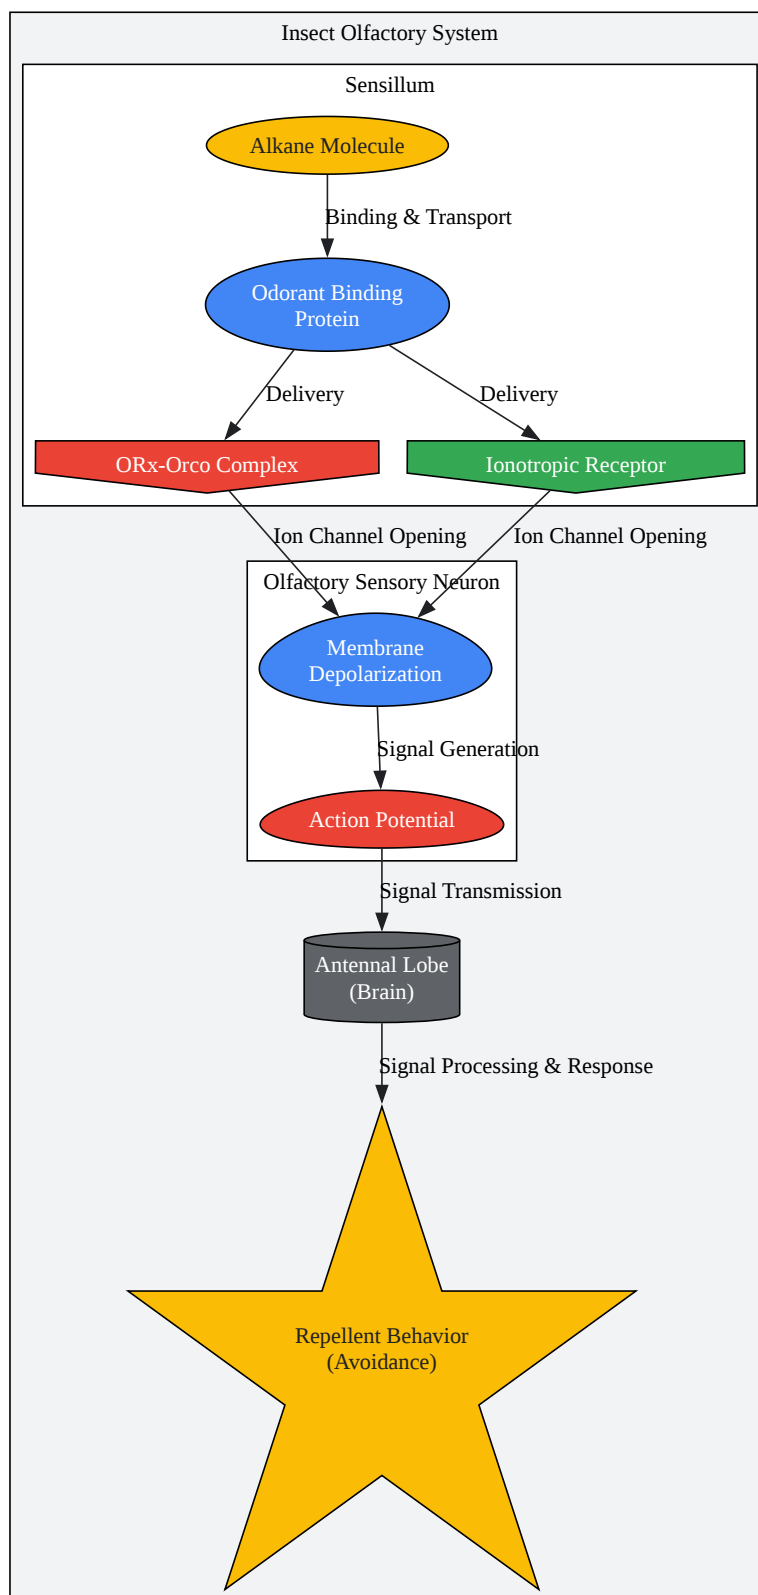 Insect Olfactory System
Sensillum
Alkane Molecule
Binding & Transport
Odorant Binding
Protein
Delivery
Delivery
ORx-Orco Complex
Ionotropic Receptor
Ion Channel Opening
Ion Channel Opening
Olfactory Sensory Neuron
Membrane
Depolarization
Signal Generation
Action Potential
Signal Transmission
Antennal Lobe
(Brain)
Signal Processing & Response
Repellent Behavior
(Avoidance)